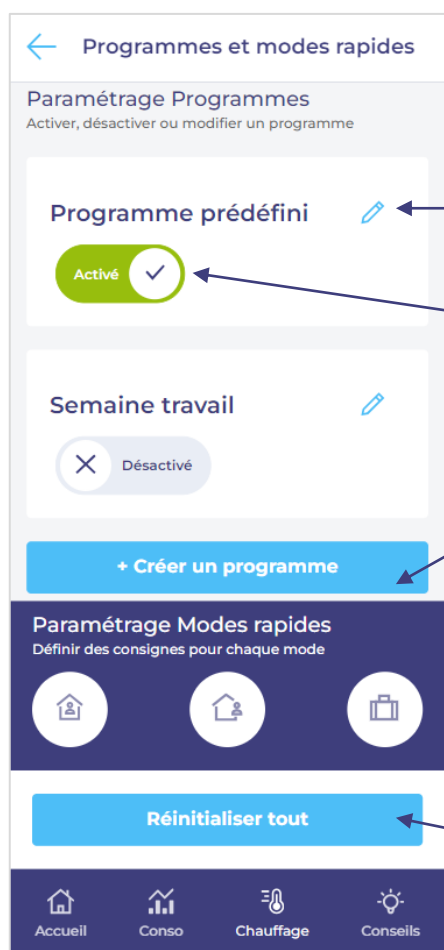 Programmes et modes rapides
Paramétrage Programmes
Activer, désactiver ou modifier un programme
Programme prédéfini
Activé
Semaine travail
Désactivé
+ Créer un programme
Paramétrage Modes rapides
Définir des consignes pour chaque mode
Réinitialiser tout
Accueil Conso Chauffage Conseils